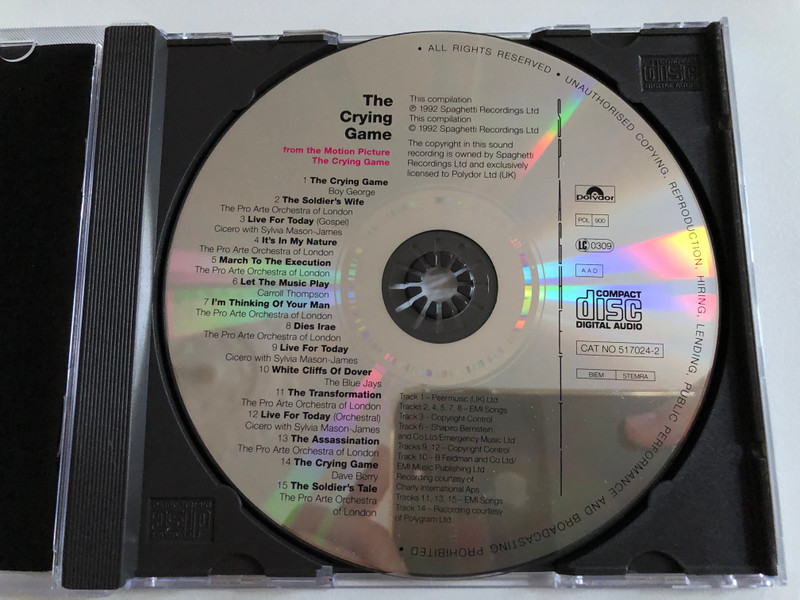 • ALL RIGHTS RESERVED • UNAUTHORISED COPYING, REPRODUCTION, HIRING, LENDING, PUBLIC PERFORMANCE AND BROADCASTING PROHIBITED •
The
Crying
Game
from the Motion Picture
The Crying Game
This compilation
℗ 1992 Spaghetti Recordings Ltd
This compilation
© 1992 Spaghetti Recordings Ltd
The copyright in this sound
recording is owned by Spaghetti
Recordings Ltd and exclusively
licensed to Polydor Ltd (UK)
1 The Crying Game
Boy George
2 The Soldier's Wife
The Pro Arte Orchestra of London
3 Live For Today (Gospel)
Cicero with Sylvia Mason-James
4 It's In My Nature
The Pro Arte Orchestra of London
5 March To The Execution
The Pro Arte Orchestra of London
6 Let The Music Play
Carroll Thompson
7 I'm Thinking Of Your Man
The Pro Arte Orchestra of London
8 Dies Irae
The Pro Arte Orchestra of London
9 Live For Today
Cicero with Sylvia Mason-James
10 White Cliffs Of Dover
The Blue Jays
11 The Transformation
The Pro Arte Orchestra of London
12 Live For Today (Orchestral)
Cicero with Sylvia Mason-James
13 The Assassination
The Pro Arte Orchestra of London
14 The Crying Game
Dave Berry
15 The Soldier's Tale
The Pro Arte Orchestra
of London
polydor
POL 900
LC 0309
AAD
COMPACT
disc
DIGITAL AUDIO
CAT NO 517024-2
BIEM STEMRA
Track 1 – Peermusic (UK) Ltd
Tracks 2, 4, 5, 7, 8 – EMI Songs
Track 3 – Copyright Control
Track 6 – Shapiro Bernstein
and Co Ltd/Emergency Music Ltd
Tracks 9, 12 – Copyright Control
Track 10 – B Feldman and Co Ltd/
EMI Music Publishing Ltd
Recording courtesy of
Charly International Aps
Tracks 11, 13, 15 – EMI Songs
Track 14 – Recording courtesy
of Polygram Ltd
COMPACT
disc
DIGITAL AUDIO